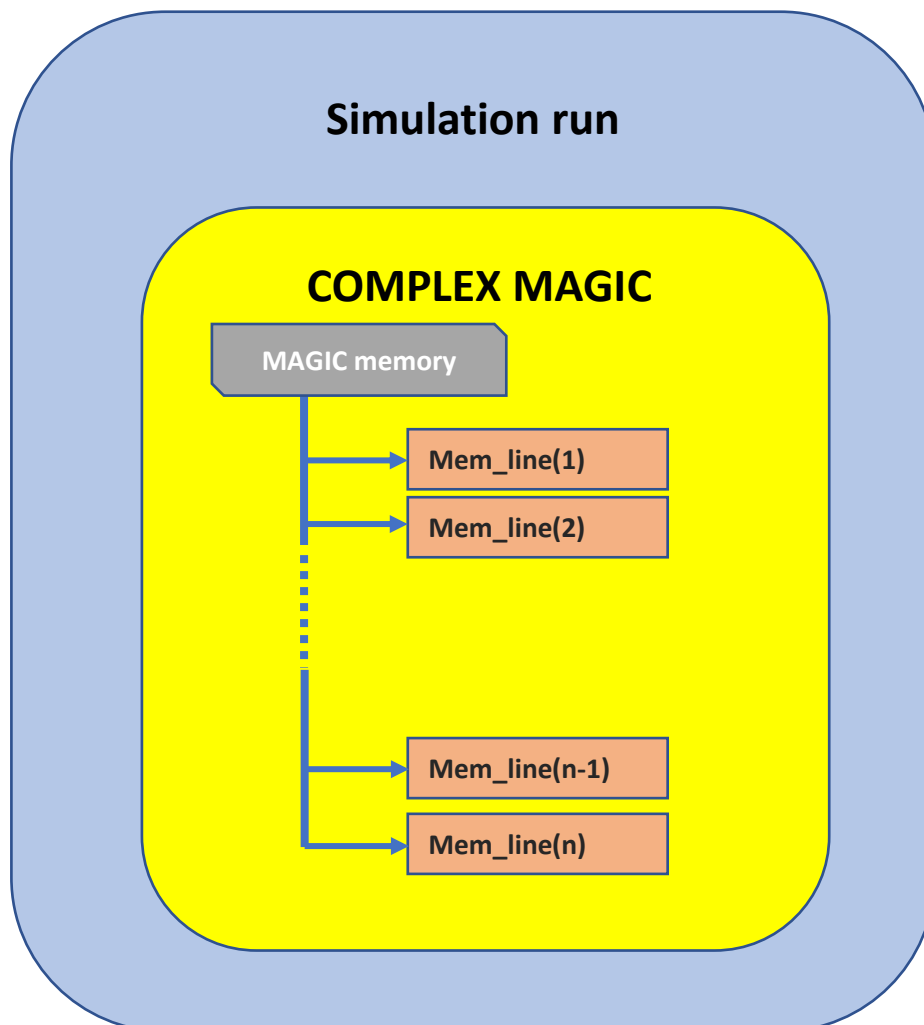 Simulation run
COMPLEX MAGIC
MAGIC memory
Mem_line(1)
Mem_line(2)
Mem_line(n-1)
Mem_line(n)